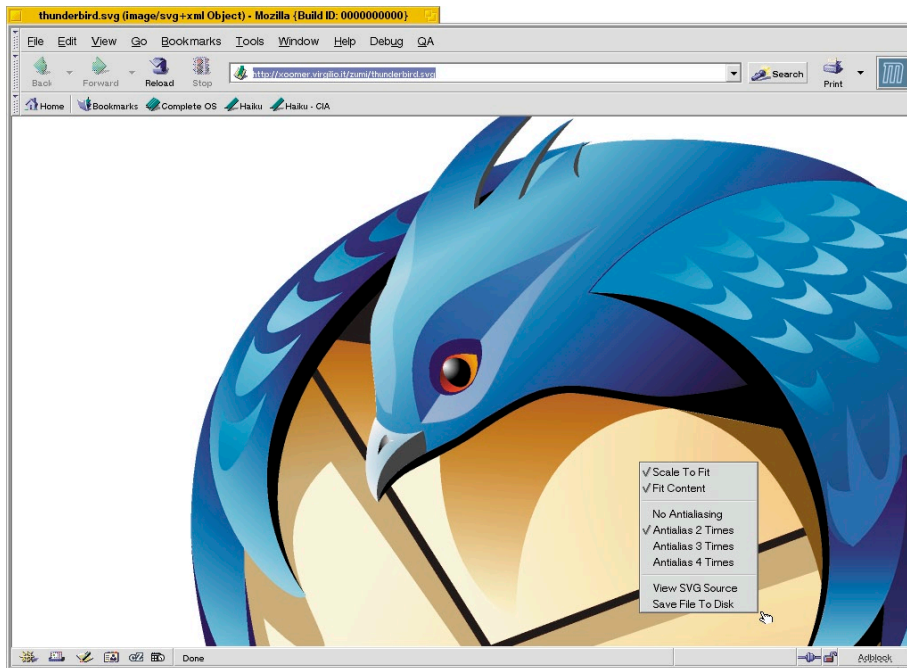 thunderbird.svg (image/svg+xml Object) - Mozilla {Build ID: 0000000000}
File Edit View Go Bookmarks Tools Window Help Debug QA
Back Forward Reload Stop http://xoomer.virgilio.it/zumi/thunderbird.svg Search Print
Home Bookmarks Complete OS Haiku Haiku - CIA
√ Scale To Fit
√ Fit Content
No Antialiasing
√ Antialias 2 Times
Antialias 3 Times
Antialias 4 Times
View SVG Source
Save File To Disk
Done Adblock